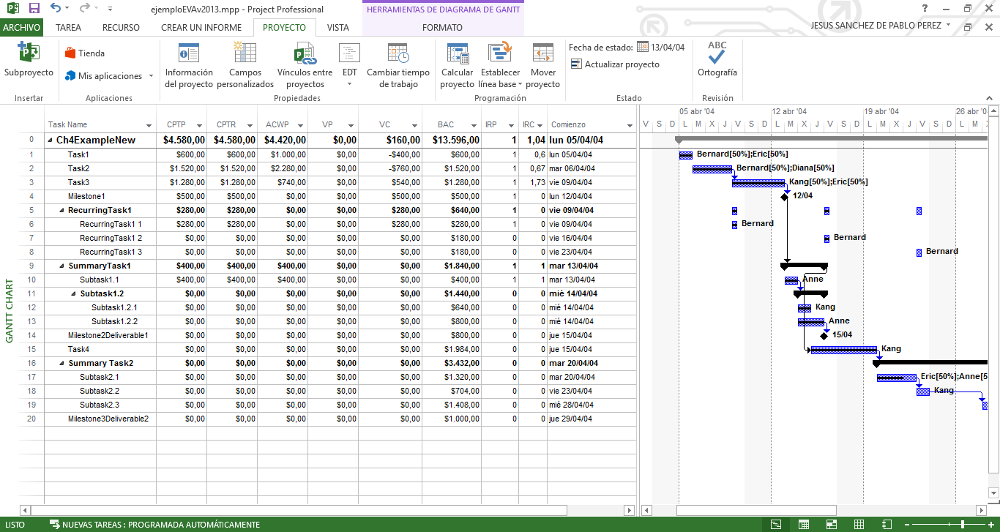 ejemploEVAv2013.mpp - Project Professional
HERRAMIENTAS DE DIAGRAMA DE GANTT
ARCHIVO TAREA RECURSO CREAR UN INFORME PROYECTO VISTA FORMATO JESUS SANCHEZ DE PABLO PEREZ
Subproyecto
Insertar
Tienda
Mis aplicaciones
Aplicaciones
Información del proyecto
Campos personalizados
Vínculos entre proyectos
EDT
Cambiar tiempo de trabajo
Propiedades
Calcular proyecto
Establecer línea base
Mover proyecto
Programación
Fecha de estado: 13/04/04
Actualizar proyecto
Estado
ABC
Ortografía
Revisión
Task Name CPTP CPTR ACWP VP VC BAC IRP IRC Comienzo
0 Ch4ExampleNew $4.580,00 $4.580,00 $4.420,00 $0,00 $160,00 $13.596,00 1 1,04 lun 05/04/04
1 Task1 $600,00 $600,00 $1.000,00 $0,00 -$400,00 $600,00 1 0,6 lun 05/04/04
2 Task2 $1.520,00 $1.520,00 $2.280,00 $0,00 -$760,00 $1.520,00 1 0,67 mar 06/04/04
3 Task3 $1.280,00 $1.280,00 $740,00 $0,00 $540,00 $1.280,00 1 1,73 vie 09/04/04
4 Milestone1 $500,00 $500,00 $0,00 $0,00 $500,00 $500,00 1 0 lun 12/04/04
5 RecurringTask1 $280,00 $280,00 $0,00 $0,00 $280,00 $640,00 1 0 vie 09/04/04
6 RecurringTask1 1 $280,00 $280,00 $0,00 $0,00 $280,00 $280,00 1 0 vie 09/04/04
7 RecurringTask1 2 $0,00 $0,00 $0,00 $0,00 $0,00 $180,00 0 0 vie 16/04/04
8 RecurringTask1 3 $0,00 $0,00 $0,00 $0,00 $0,00 $180,00 0 0 vie 23/04/04
9 SummaryTask1 $400,00 $400,00 $400,00 $0,00 $0,00 $1.840,00 1 1 mar 13/04/04
10 Subtask1.1 $400,00 $400,00 $400,00 $0,00 $0,00 $400,00 1 1 mar 13/04/04
11 Subtask1.2 $0,00 $0,00 $0,00 $0,00 $0,00 $1.440,00 0 0 mié 14/04/04
12 Subtask1.2.1 $0,00 $0,00 $0,00 $0,00 $0,00 $640,00 0 0 mié 14/04/04
13 Subtask1.2.2 $0,00 $0,00 $0,00 $0,00 $0,00 $800,00 0 0 mié 14/04/04
14 Milestone2Deliverable1 $0,00 $0,00 $0,00 $0,00 $0,00 $800,00 0 0 jue 15/04/04
15 Task4 $0,00 $0,00 $0,00 $0,00 $0,00 $1.984,00 0 0 jue 15/04/04
16 Summary Task2 $0,00 $0,00 $0,00 $0,00 $0,00 $3.432,00 0 0 mar 20/04/04
17 Subtask2.1 $0,00 $0,00 $0,00 $0,00 $0,00 $1.320,00 0 0 mar 20/04/04
18 Subtask2.2 $0,00 $0,00 $0,00 $0,00 $0,00 $704,00 0 0 vie 23/04/04
19 Subtask2.3 $0,00 $0,00 $0,00 $0,00 $0,00 $1.408,00 0 0 mié 28/04/04
20 Milestone3Deliverable2 $0,00 $0,00 $0,00 $0,00 $0,00 $1.000,00 0 0 jue 29/04/04
GANTT CHART
05 abr '04 12 abr '04 19 abr '04 26 abr '0
V S D L M X J V S D L M X J V S D L M X J V S D L M
Bernard[50%];Eric[50%]
Bernard[50%];Diana[50%]
Kang[50%];Eric[50%]
12/04
Bernard
Bernard
Bernard
Anne
Kang
Anne
15/04
Kang
Eric[50%];Anne[5
Kang
LISTO NUEVAS TAREAS : PROGRAMADA AUTOMÁTICAMENTE